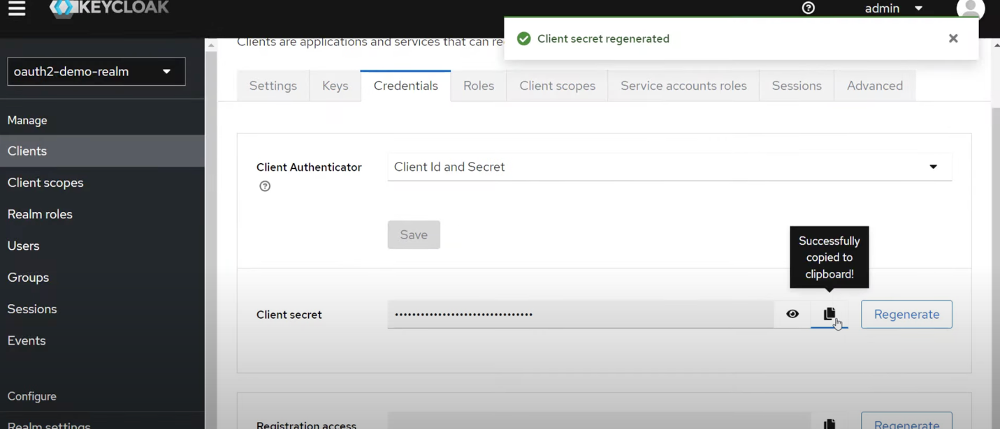 KEYCLOAK
admin
Client secret regenerated
oauth2-demo-realm
Manage
Clients
Client scopes
Realm roles
Users
Groups
Sessions
Events
Configure
Realm settings
Clients are applications and services that can re
Settings
Keys
Credentials
Roles
Client scopes
Service accounts roles
Sessions
Advanced
Client Authenticator
Client Id and Secret
Save
Successfully
copied to
clipboard!
Client secret
••••••••••••••••••••••••••••••••
Regenerate
Registration access
Regenerate